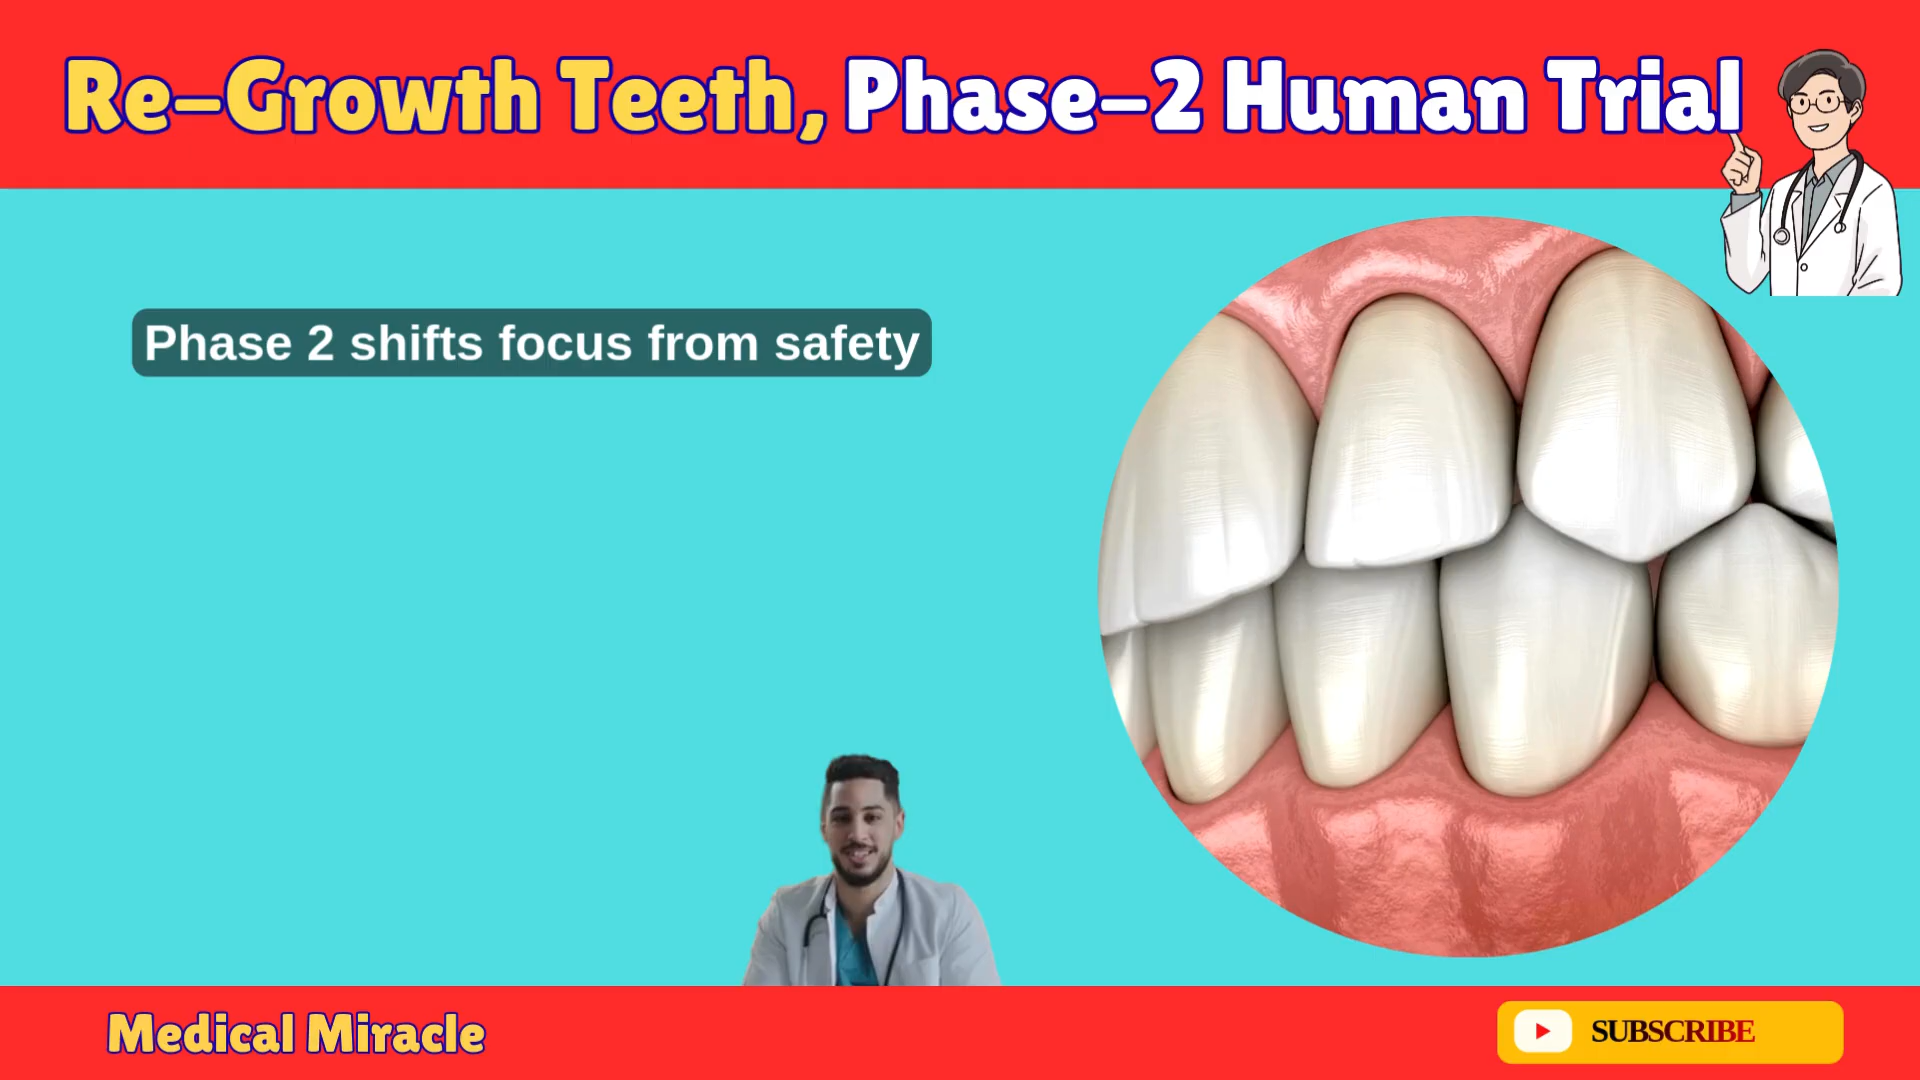 Re-Growth Teeth, Phase-2 Human Trial
Phase 2 shifts focus from safety
Medical Miracle
SUBSCRIBE